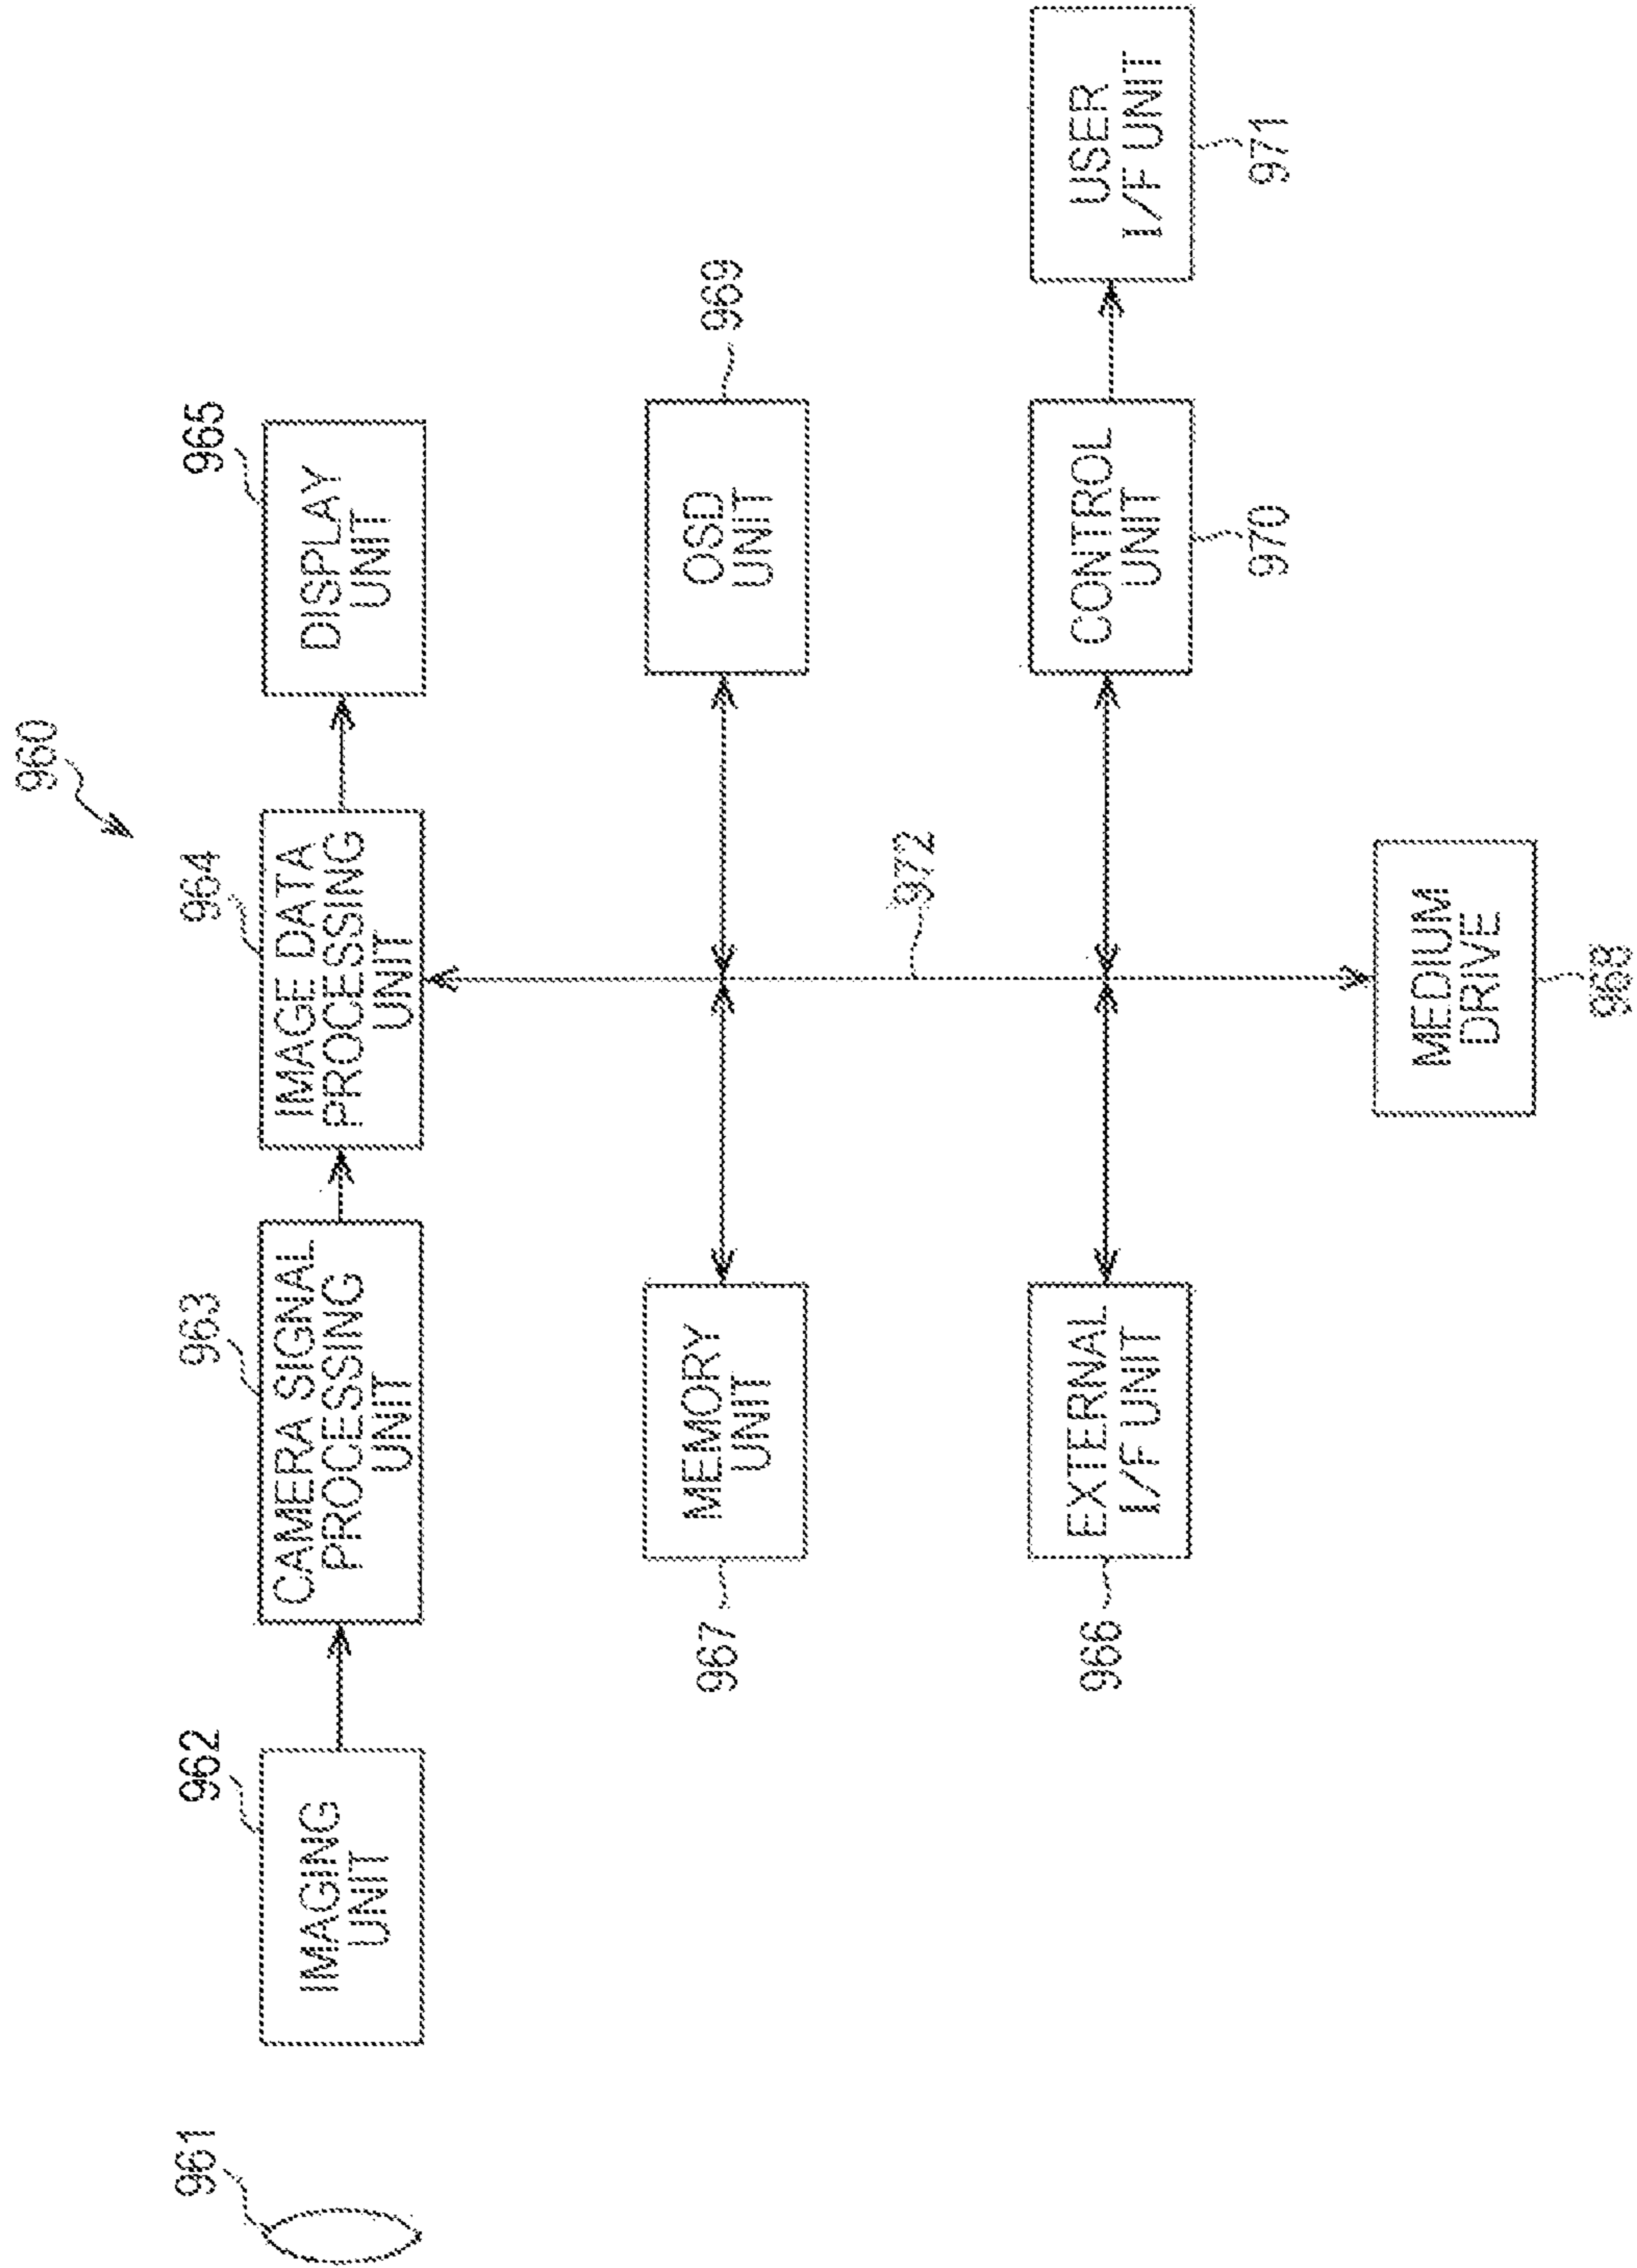 960
961
962
IMAGING
UNIT
963
CAMERA SIGNAL
PROCESSING
UNIT
964
IMAGE DATA
PROCESSING
UNIT
965
DISPLAY
UNIT
967
MEMORY
UNIT
969
OSD
UNIT
972
966
EXTERNAL
I/F UNIT
CONTROL
UNIT
970
USER
I/F UNIT
971
MEDIUM
DRIVE
968